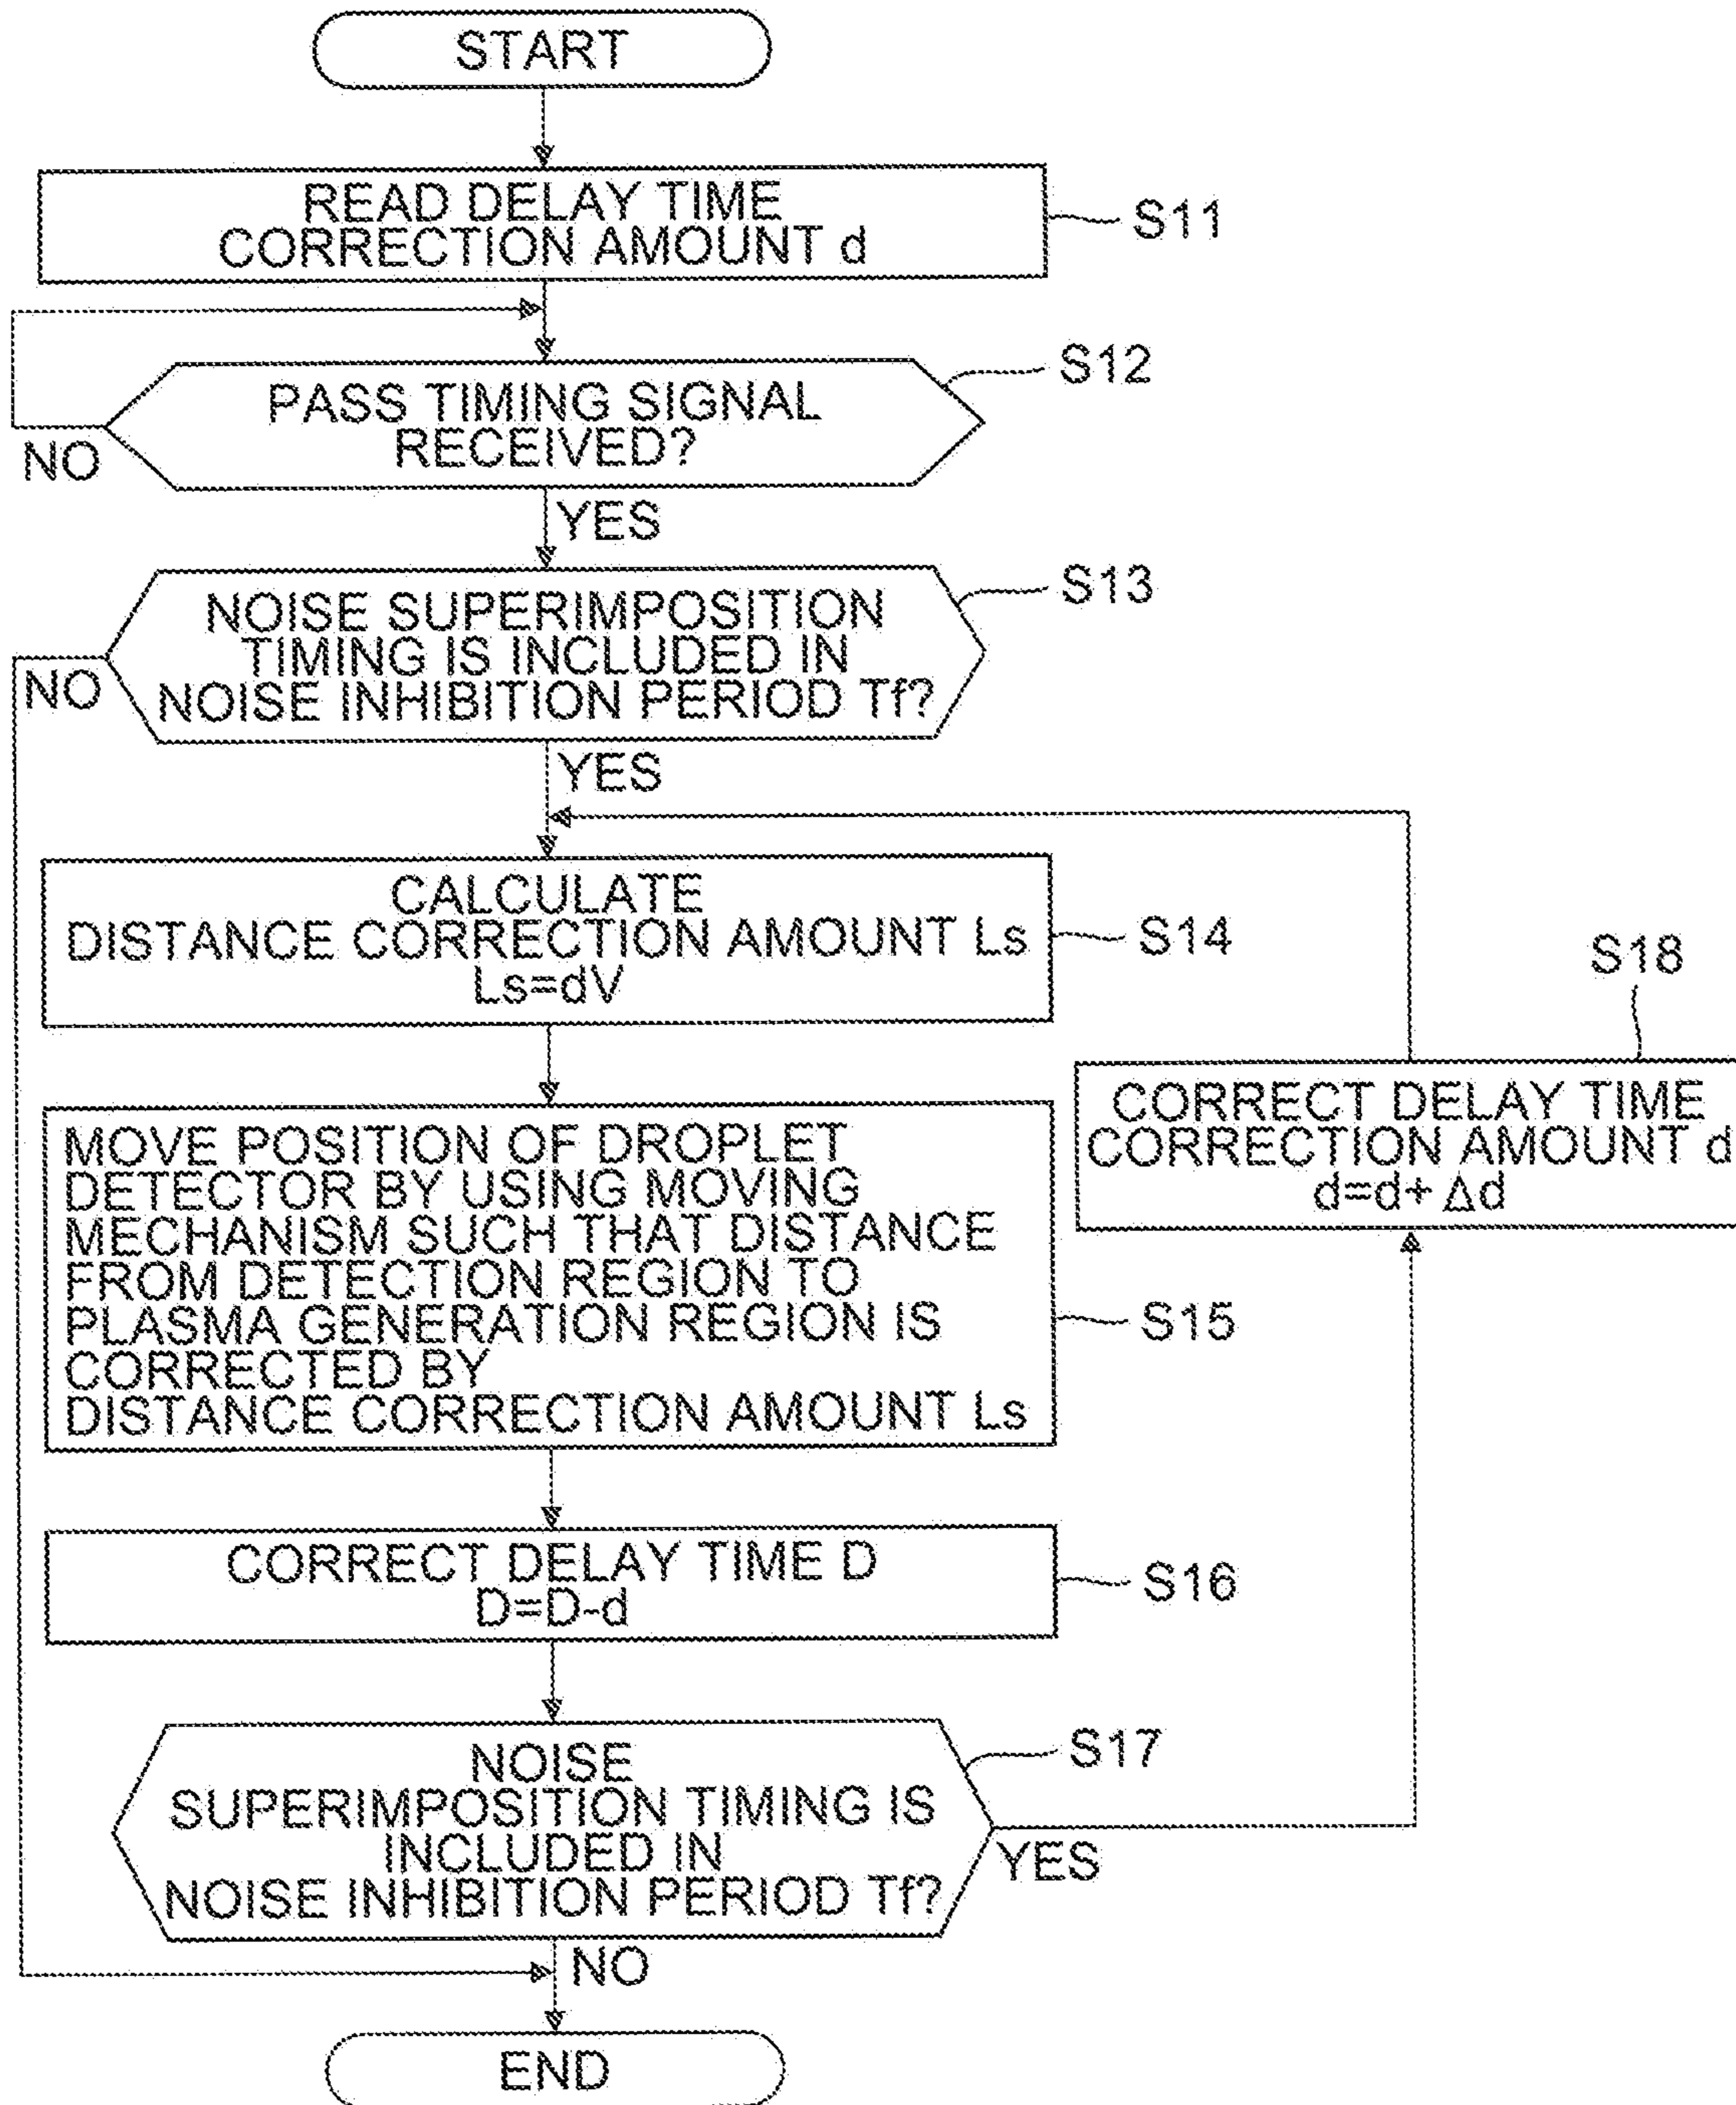 START
READ DELAY TIME
CORRECTION AMOUNT d
S11
PASS TIMING SIGNAL
RECEIVED?
S12
NO
YES
NOISE SUPERIMPOSITION
TIMING IS INCLUDED IN
NOISE INHIBITION PERIOD Tf?
S13
NO
YES
CALCULATE
DISTANCE CORRECTION AMOUNT Ls
Ls=dV
S14
S18
CORRECT DELAY TIME
CORRECTION AMOUNT d
d=d+Δd
MOVE POSITION OF DROPLET
DETECTOR BY USING MOVING
MECHANISM SUCH THAT DISTANCE
FROM DETECTION REGION TO
PLASMA GENERATION REGION IS
CORRECTED BY
DISTANCE CORRECTION AMOUNT Ls
S15
CORRECT DELAY TIME D
D=D-d
S16
NOISE
SUPERIMPOSITION TIMING IS
INCLUDED IN
NOISE INHIBITION PERIOD Tf?
S17
YES
NO
END